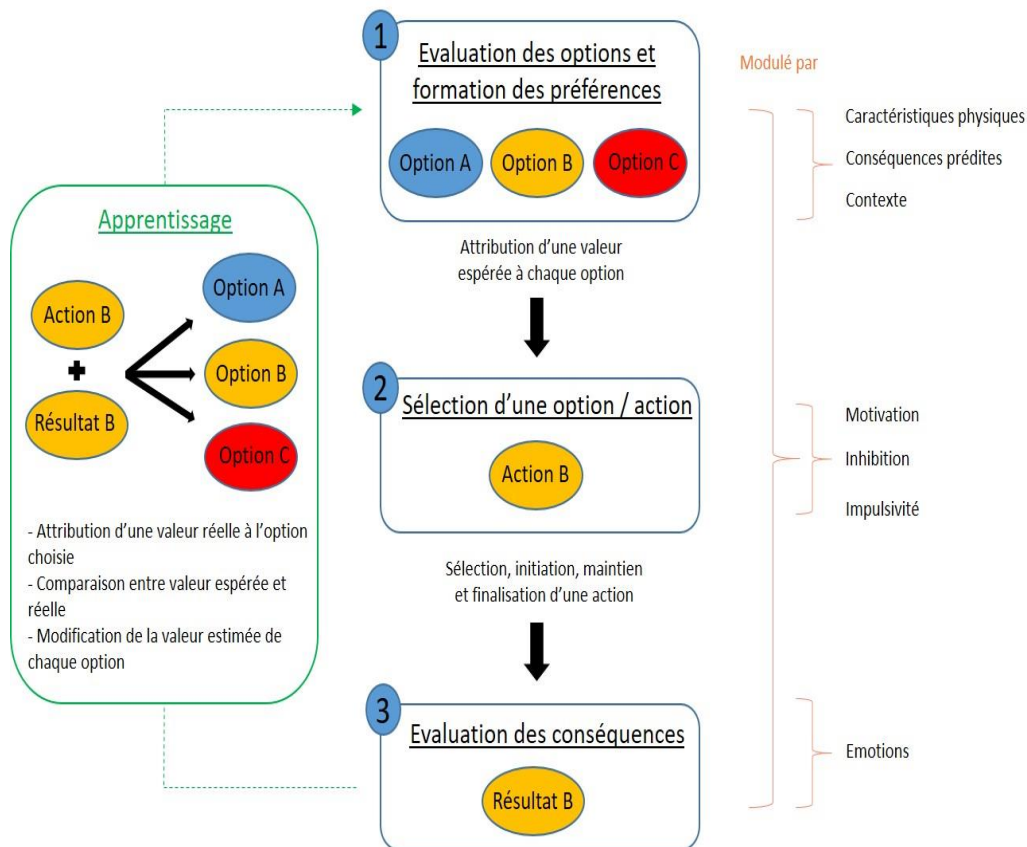 1
Evaluation des options et
formation des préférences
Option A
Option B
Option C
Attribution d'une valeur
espérée à chaque option
2
Sélection d'une option / action
Action B
Sélection, initiation, maintien
et finalisation d'une action
3
Evaluation des conséquences
Résultat B
Apprentissage
Action B
+
Résultat B
Option A
Option B
Option C
- Attribution d'une valeur réelle à l'option
choisie
- Comparaison entre valeur espérée et
réelle
- Modification de la valeur estimée de
chaque option
Modulé par
Caractéristiques physiques
Conséquences prédites
Contexte
Motivation
Inhibition
Impulsivité
Emotions